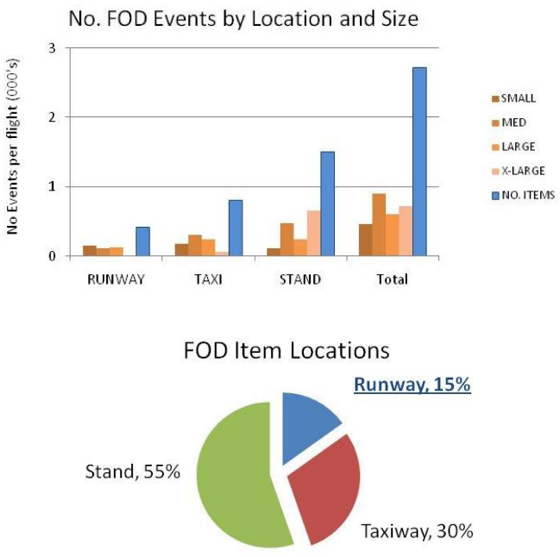 No. FOD Events by Location and Size
No Events per flight (000's)
3
2
1
0
RUNWAY
TAXI
STAND
Total
SMALL
MED
LARGE
X-LARGE
NO. ITEMS
FOD Item Locations
Runway, 15%
Stand, 55%
Taxiway, 30%